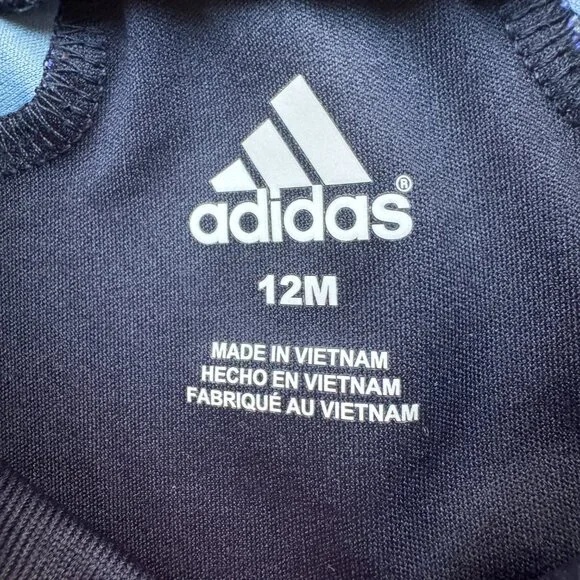 adidas®
12M
MADE IN VIETNAM
HECHO EN VIETNAM
FABRIQUÉ AU VIETNAM